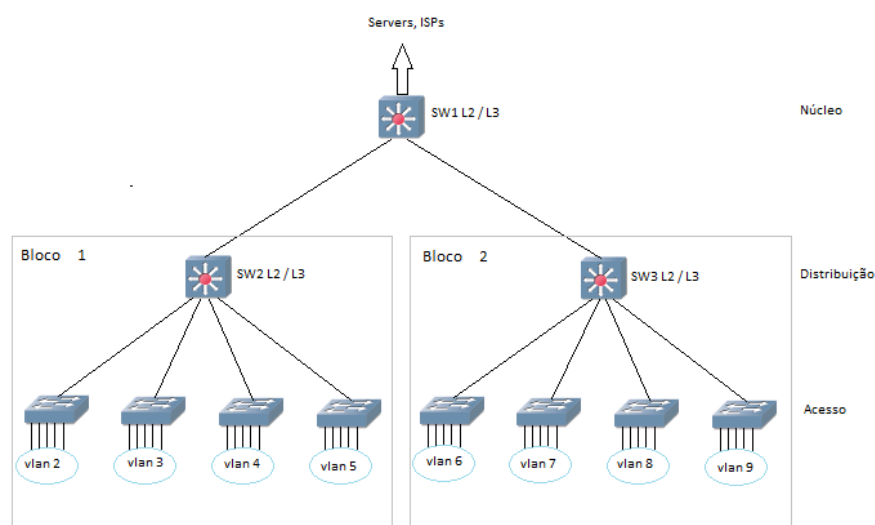 Servers, ISPs
SW1 L2 / L3
Núcleo
Bloco 1
SW2 L2 / L3
Bloco 2
SW3 L2 / L3
Distribuição
Acesso
vlan 2
vlan 3
vlan 4
vlan 5
vlan 6
vlan 7
vlan 8
vlan 9